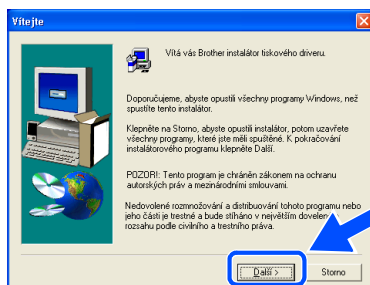 Vítejte
Vítá vás Brother instalátor tiskového driveru.
Doporučujeme, abyste opustili všechny programy Windows, než
spustíte tento instalátor.
Klepněte na Storno, abyste opustili instalátor, potom uzavřete
všechny programy, které jste měli spuštěné. K pokračování
instalátorového programu klepněte Další.
POZOR!: Tento program je chráněn zákonem na ochranu
autorských práv a mezinárodními smlouvami.
Nedovolené rozmnožování a distribuování tohoto programu nebo
jeho části je trestné a bude stíháno v největším
rozsahu podle civilního a trestního práva.
Další >
Storno